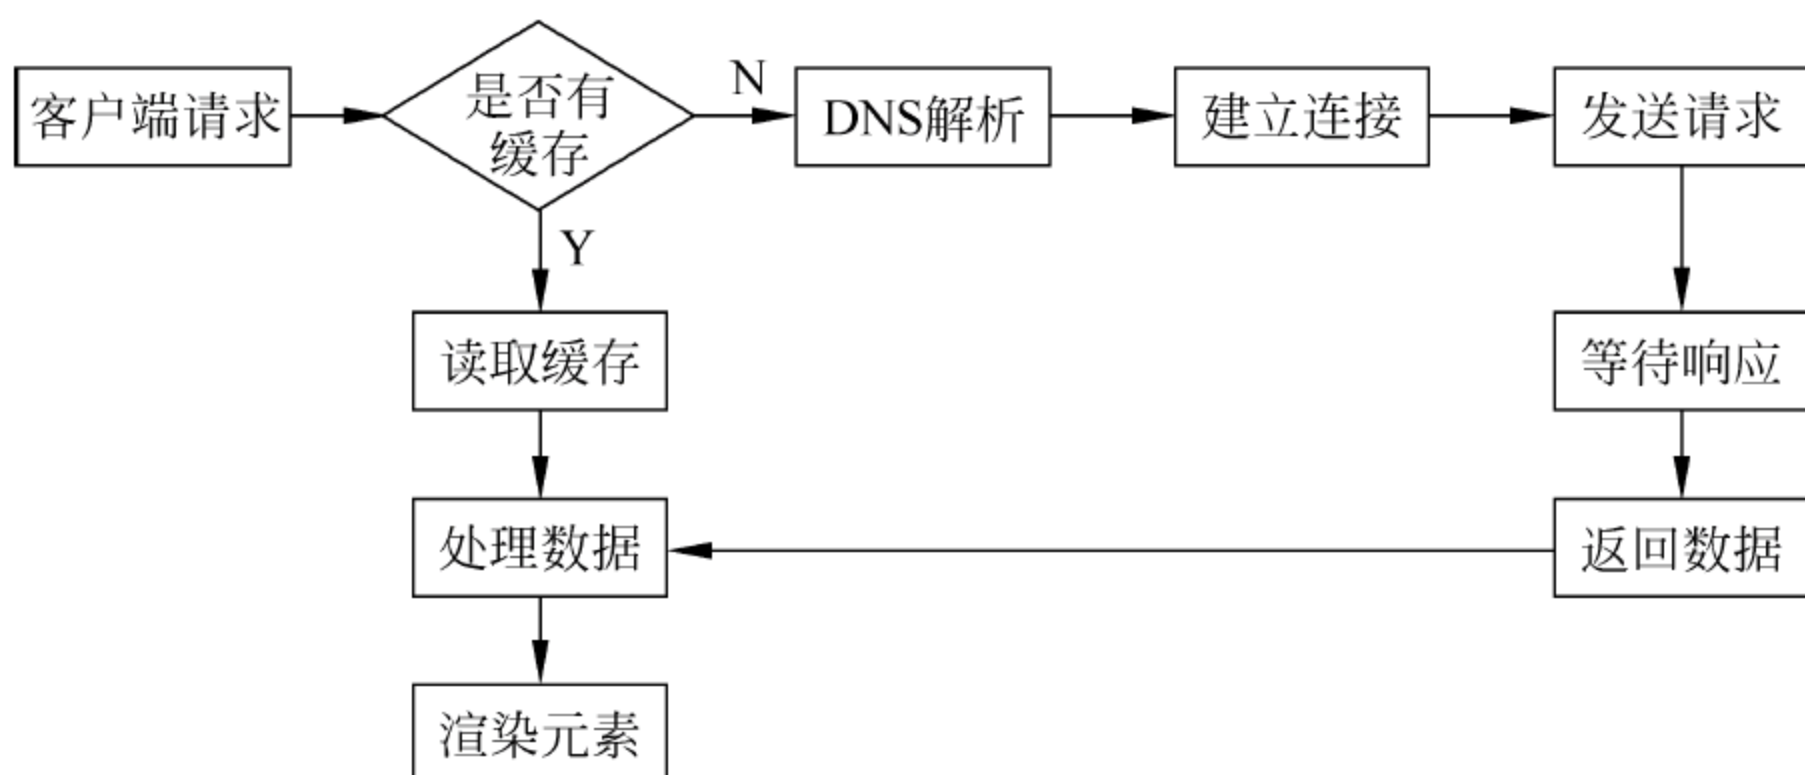 客户端请求
是否有
缓存
N
DNS解析
建立连接
发送请求
Y
读取缓存
等待响应
处理数据
返回数据
渲染元素